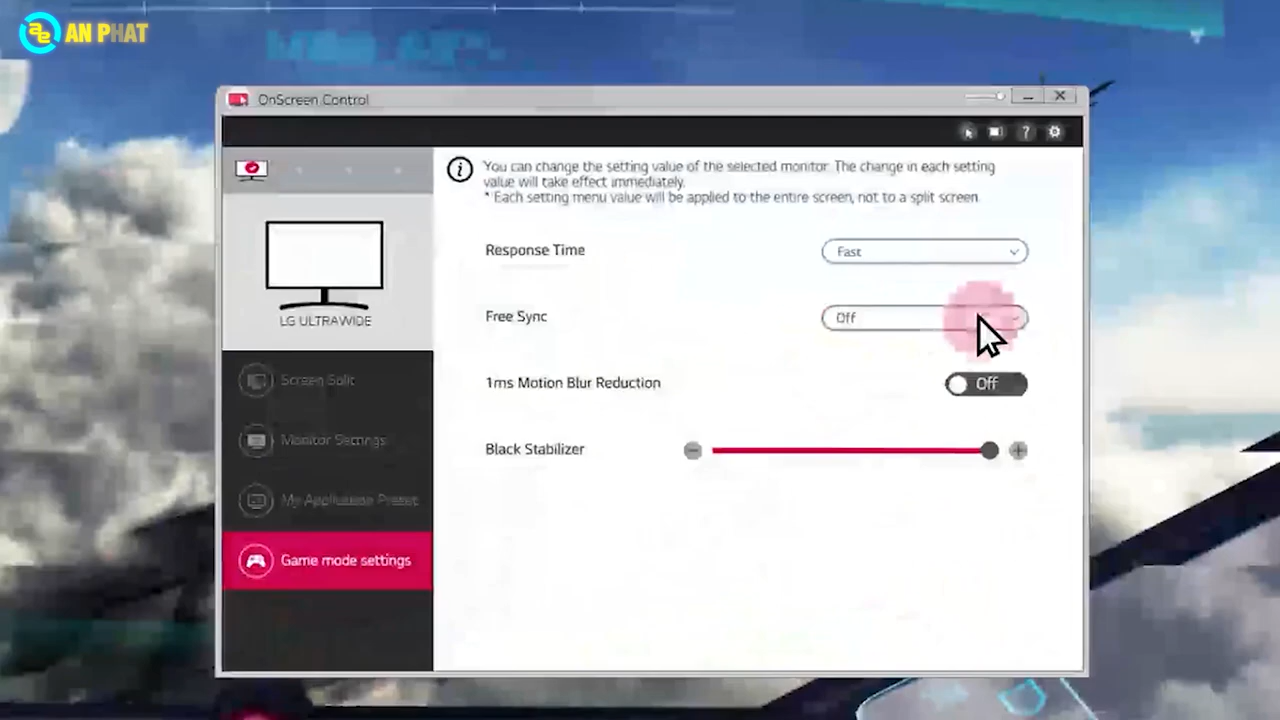 AN PHAT
OnScreen Control
?
i
You can change the setting value of the selected monitor. The change in each setting
value will take effect immediately.
* Each setting menu value will be applied to the entire screen, not to a split screen.
LG ULTRAWIDE
Response Time
Fast
Free Sync
Off
Screen Split
1ms Motion Blur Reduction
Off
Monitor Settings
Black Stabilizer
My Application Preset
Game mode settings